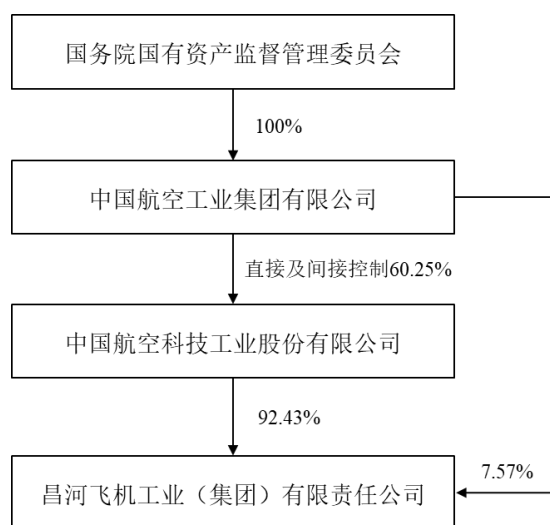 国务院国有资产监督管理委员会
100%
中国航空工业集团有限公司
直接及间接控制60.25%
中国航空科技工业股份有限公司
92.43%
7.57%
昌河飞机工业（集团）有限责任公司